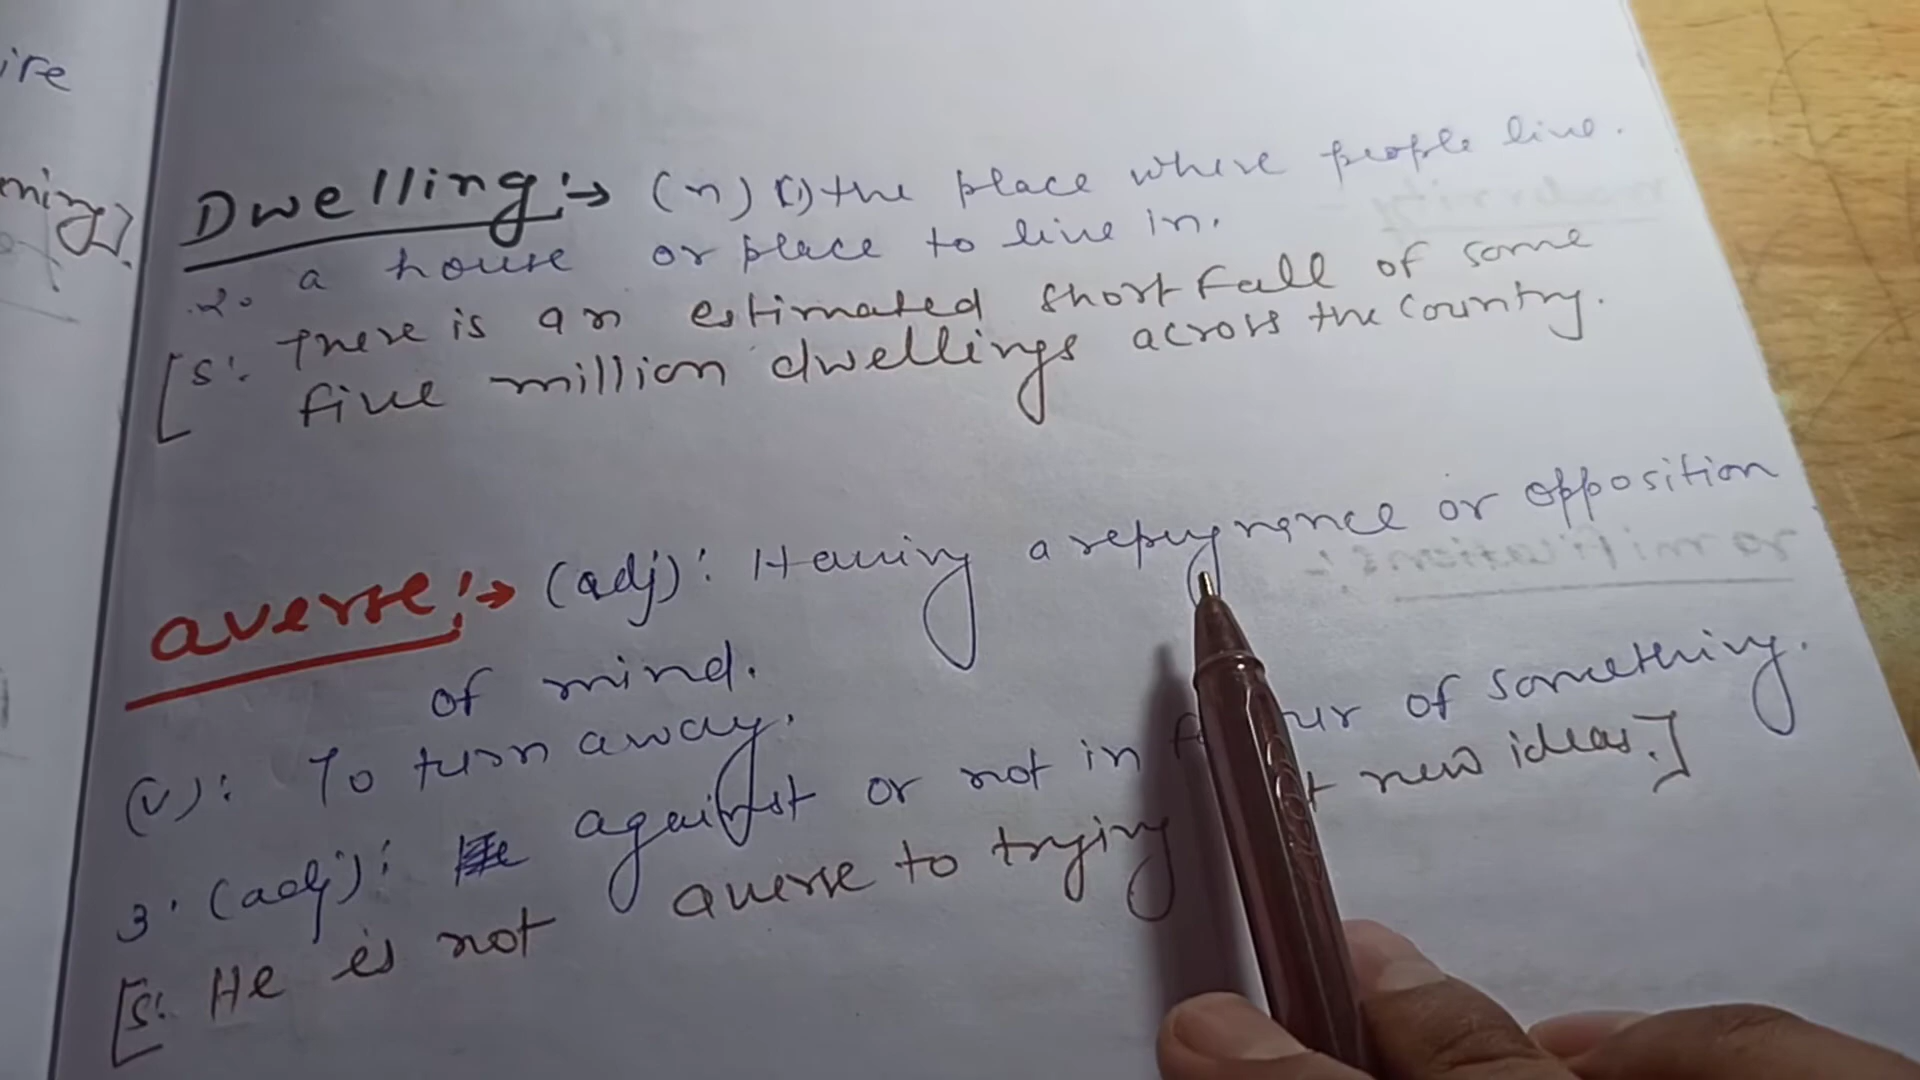 ire
ming].
Dwelling:→ (n) (1) the place where people live.
2. a house or place to live in.
[S: There is an estimated shortfall of some
five million dwellings across the country.
averse:→ (adj): Having a repugnance or opposition
of mind.
(v): To turn away.
3. (adj): against or not in ur of something.
[S: He is not averse to trying new ideas.]